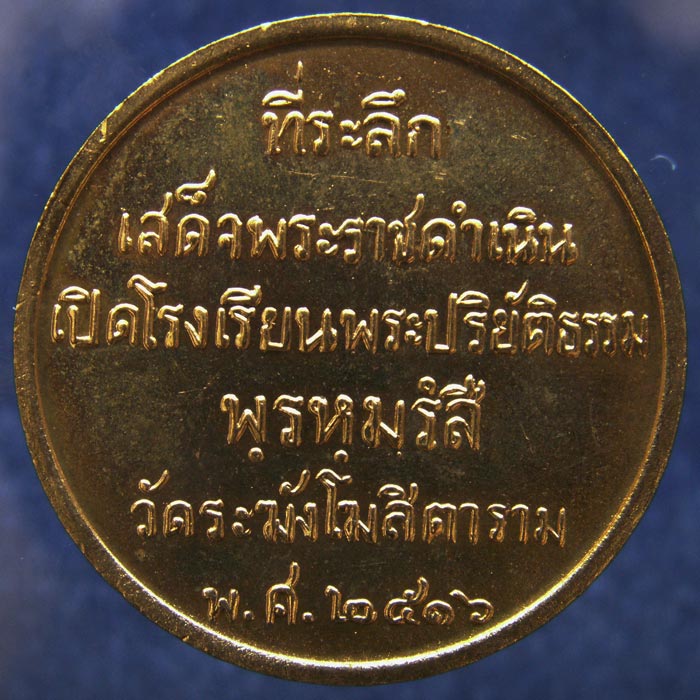 ที่ระลึก
เสด็จพระราชดำเนิน
เปิดโรงเรียนพระปริยัติธรรม
พฺรหฺมรํสี
วัดระฆังโฆสิตาราม
พ.ศ.๒๕๑๖